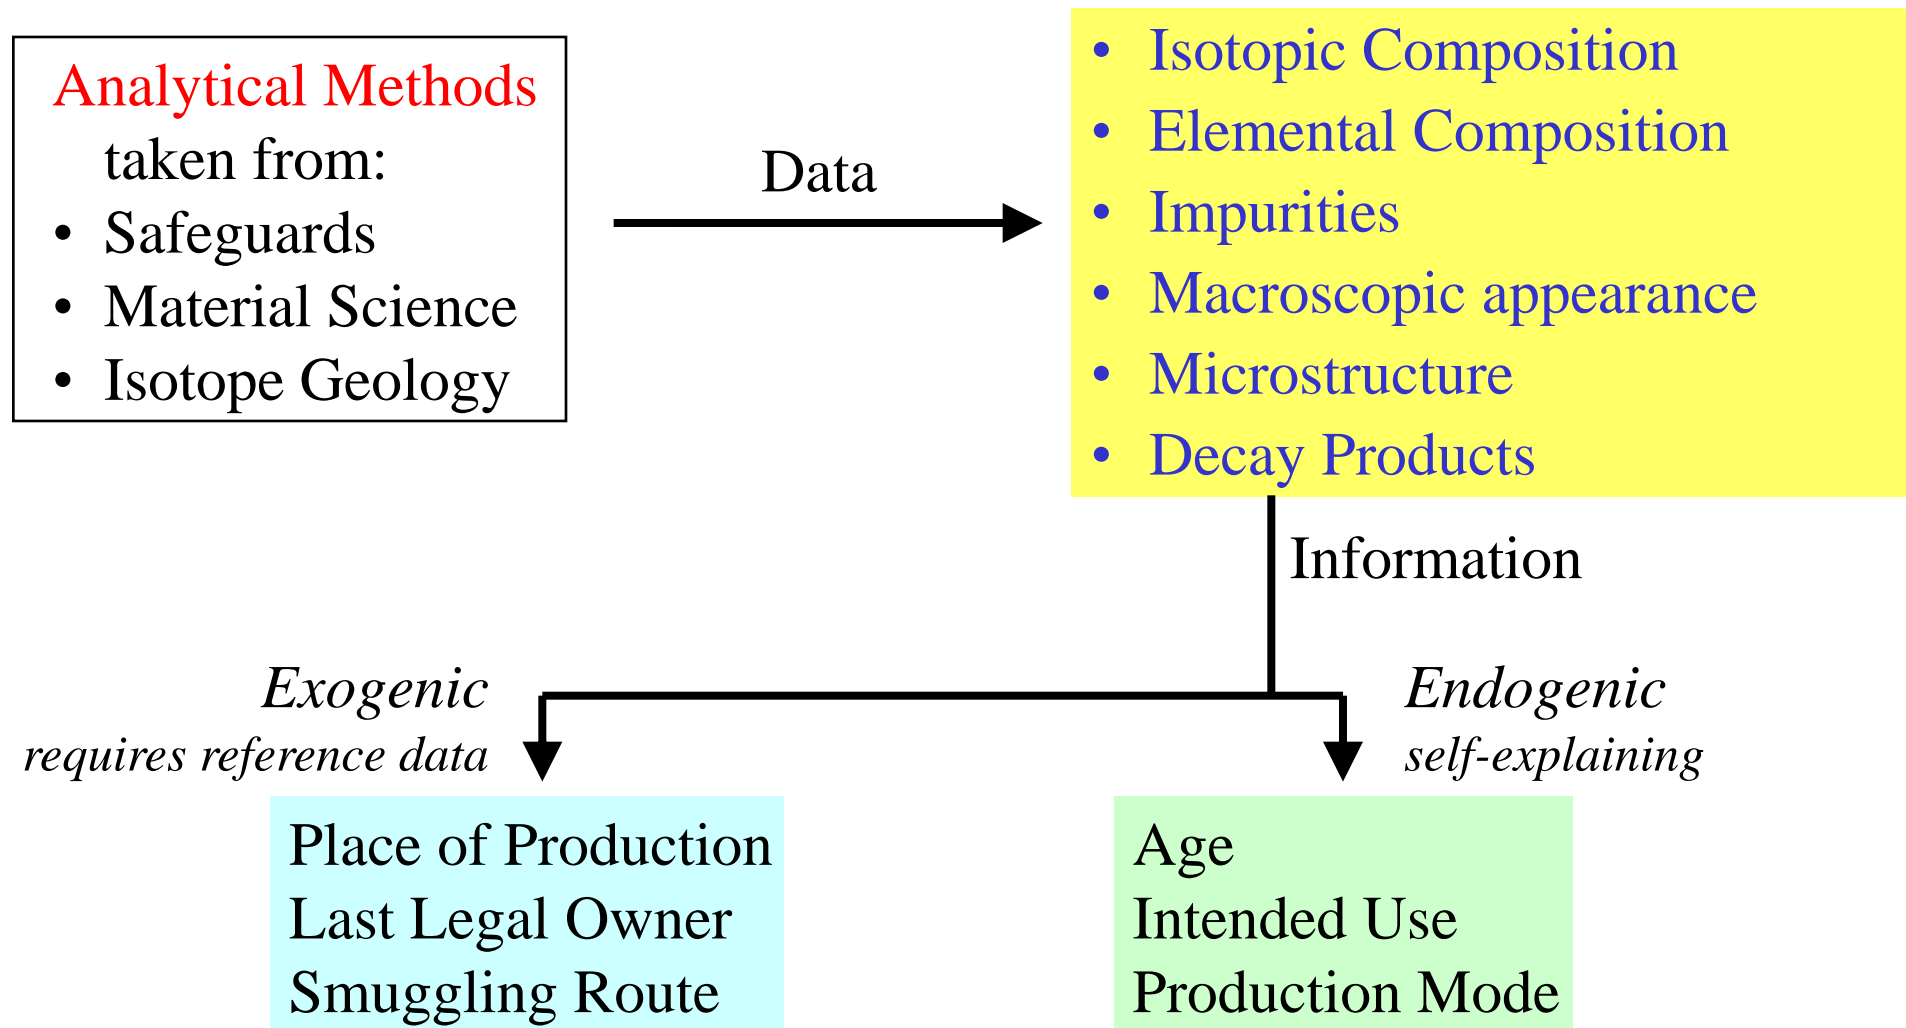 Analytical Methods
taken from:
• Safeguards
• Material Science
• Isotope Geology
Data
• Isotopic Composition
• Elemental Composition
• Impurities
• Macroscopic appearance
• Microstructure
• Decay Products
Information
Exogenic
requires reference data
Endogenic
self-explaining
Place of Production
Last Legal Owner
Smuggling Route
Age
Intended Use
Production Mode